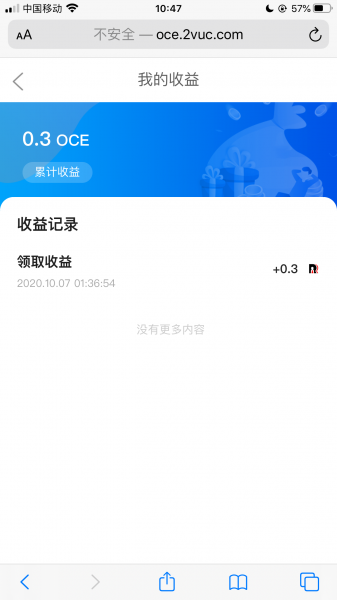 中国移动
10:47
57%
AA
不安全 — oce.2vuc.com
我的收益
0.3 OCE
累计收益
收益记录
领取收益
+0.3
2020.10.07 01:36:54
没有更多内容